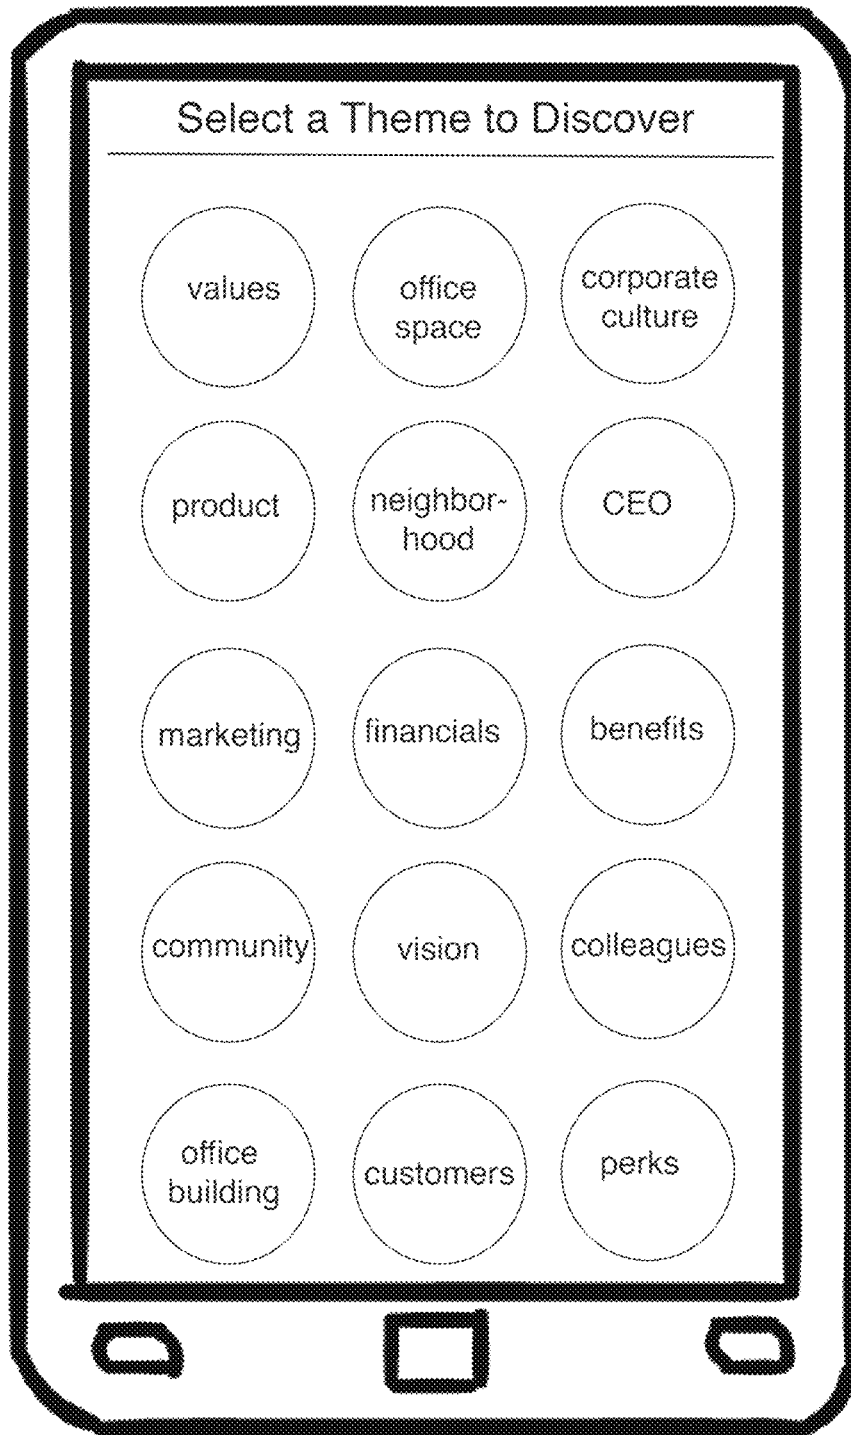 Select a Theme to Discover
values
office
space
corporate
culture
product
neighbor-
hood
CEO
marketing
financials
benefits
community
vision
colleagues
office
building
customers
perks